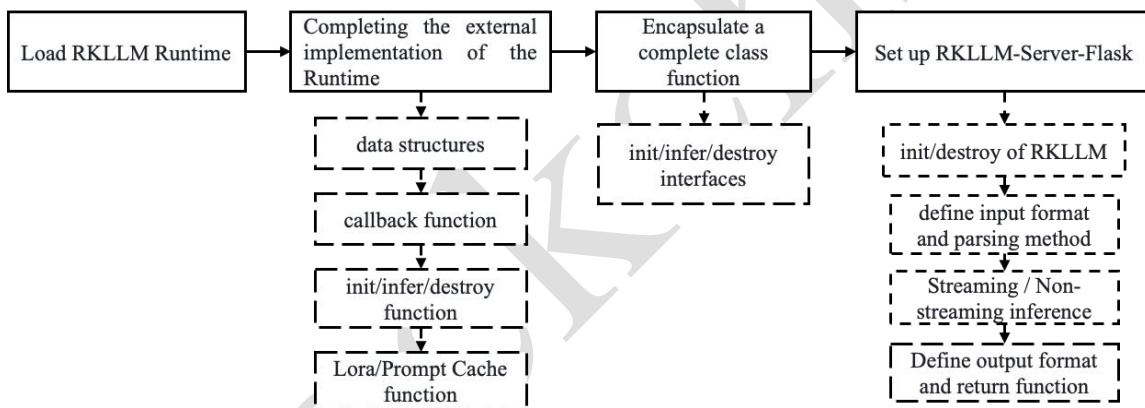 Load RKLLM Runtime
Completing the external
implementation of the
Runtime
Encapsulate a
complete class
function
Set up RKLLM-Server-Flask
data structures
callback function
init/infer/destroy
function
Lora/Prompt Cache
function
init/infer/destroy
interfaces
init/destroy of RKLLM
define input format
and parsing method
Streaming / Non-
streaming inference
Define output format
and return function